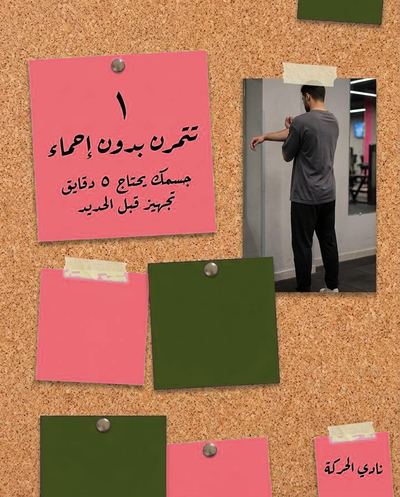 ١
تتمرن بدون إحماء
جسمك يحتاج ٥ دقايق
تجهيز قبل الحديد
نادي الحركة